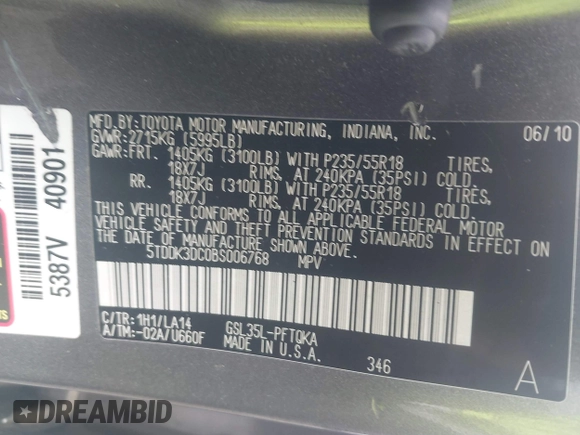 MFD.BY:TOYOTA MOTOR MANUFACTURING, INDIANA, INC. 06/10
GVWR:2715KG (5995LB)
GAWR:FRT. 1405KG (3100LB) WITH P235/55R18 TIRES,
18X7J RIMS, AT 240KPA (35PSI) COLD.
RR. 1405KG (3100LB) WITH P235/55R18 TIRES,
18X7J RIMS, AT 240KPA (35PSI) COLD.
THIS VEHICLE CONFORMS TO ALL APPLICABLE FEDERAL MOTOR
VEHICLE SAFETY AND THEFT PREVENTION STANDARDS IN EFFECT ON
THE DATE OF MANUFACTURE SHOWN ABOVE.
5TDDK3DC0BS006768 MPV
C/TR:1H1/LA14 GSL35L-PFTQKA
A/TM:-02A/U660F MADE IN U.S.A.
346
A
5387V 40901
DREAMBID